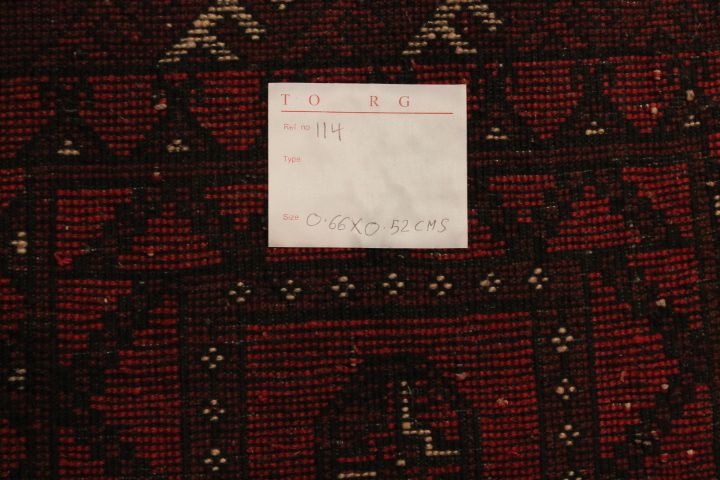 TO RG
Ref. no 114
Type
Size 0.66X0.52CMS